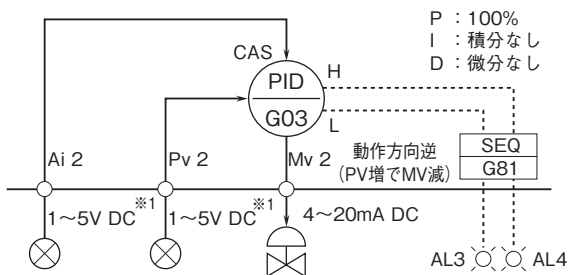 P：100%
I：積分なし
D：微分なし
CAS
PID
G03
H
L
SEQ
G81
動作方向逆
(PV増でMV減)
Ai 2
Pv 2
Mv 2
1～5V DC※1
1～5V DC※1
4～20mA DC
AL3
AL4